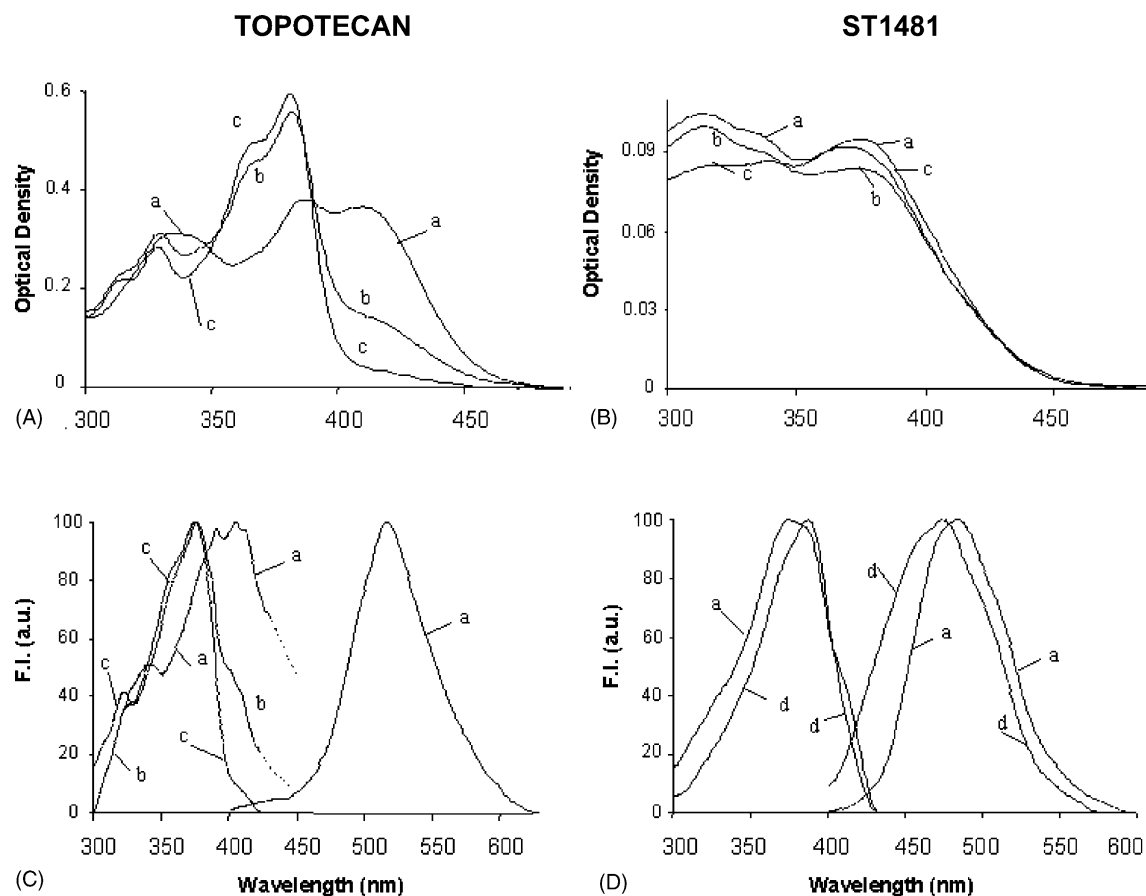 TOPOTECAN
ST1481
Optical Density
0.6
0.4
0.2
0
c
b
a
a
c
b
c
(A)
300
350
400
450
Optical Density
0.09
0.06
0.03
0
a
b
c
a
c
b
(B)
300
350
400
450
F.I. (a.u.)
100
80
60
40
20
0
c
c
b
a
c
a
b
a
300
350
400
450
500
550
600
(C)
Wavelength (nm)
F.I. (a.u.)
100
80
60
40
20
0
a
d
d
d
a
a
d
300
350
400
450
500
550
600
(D)
Wavelength (nm)